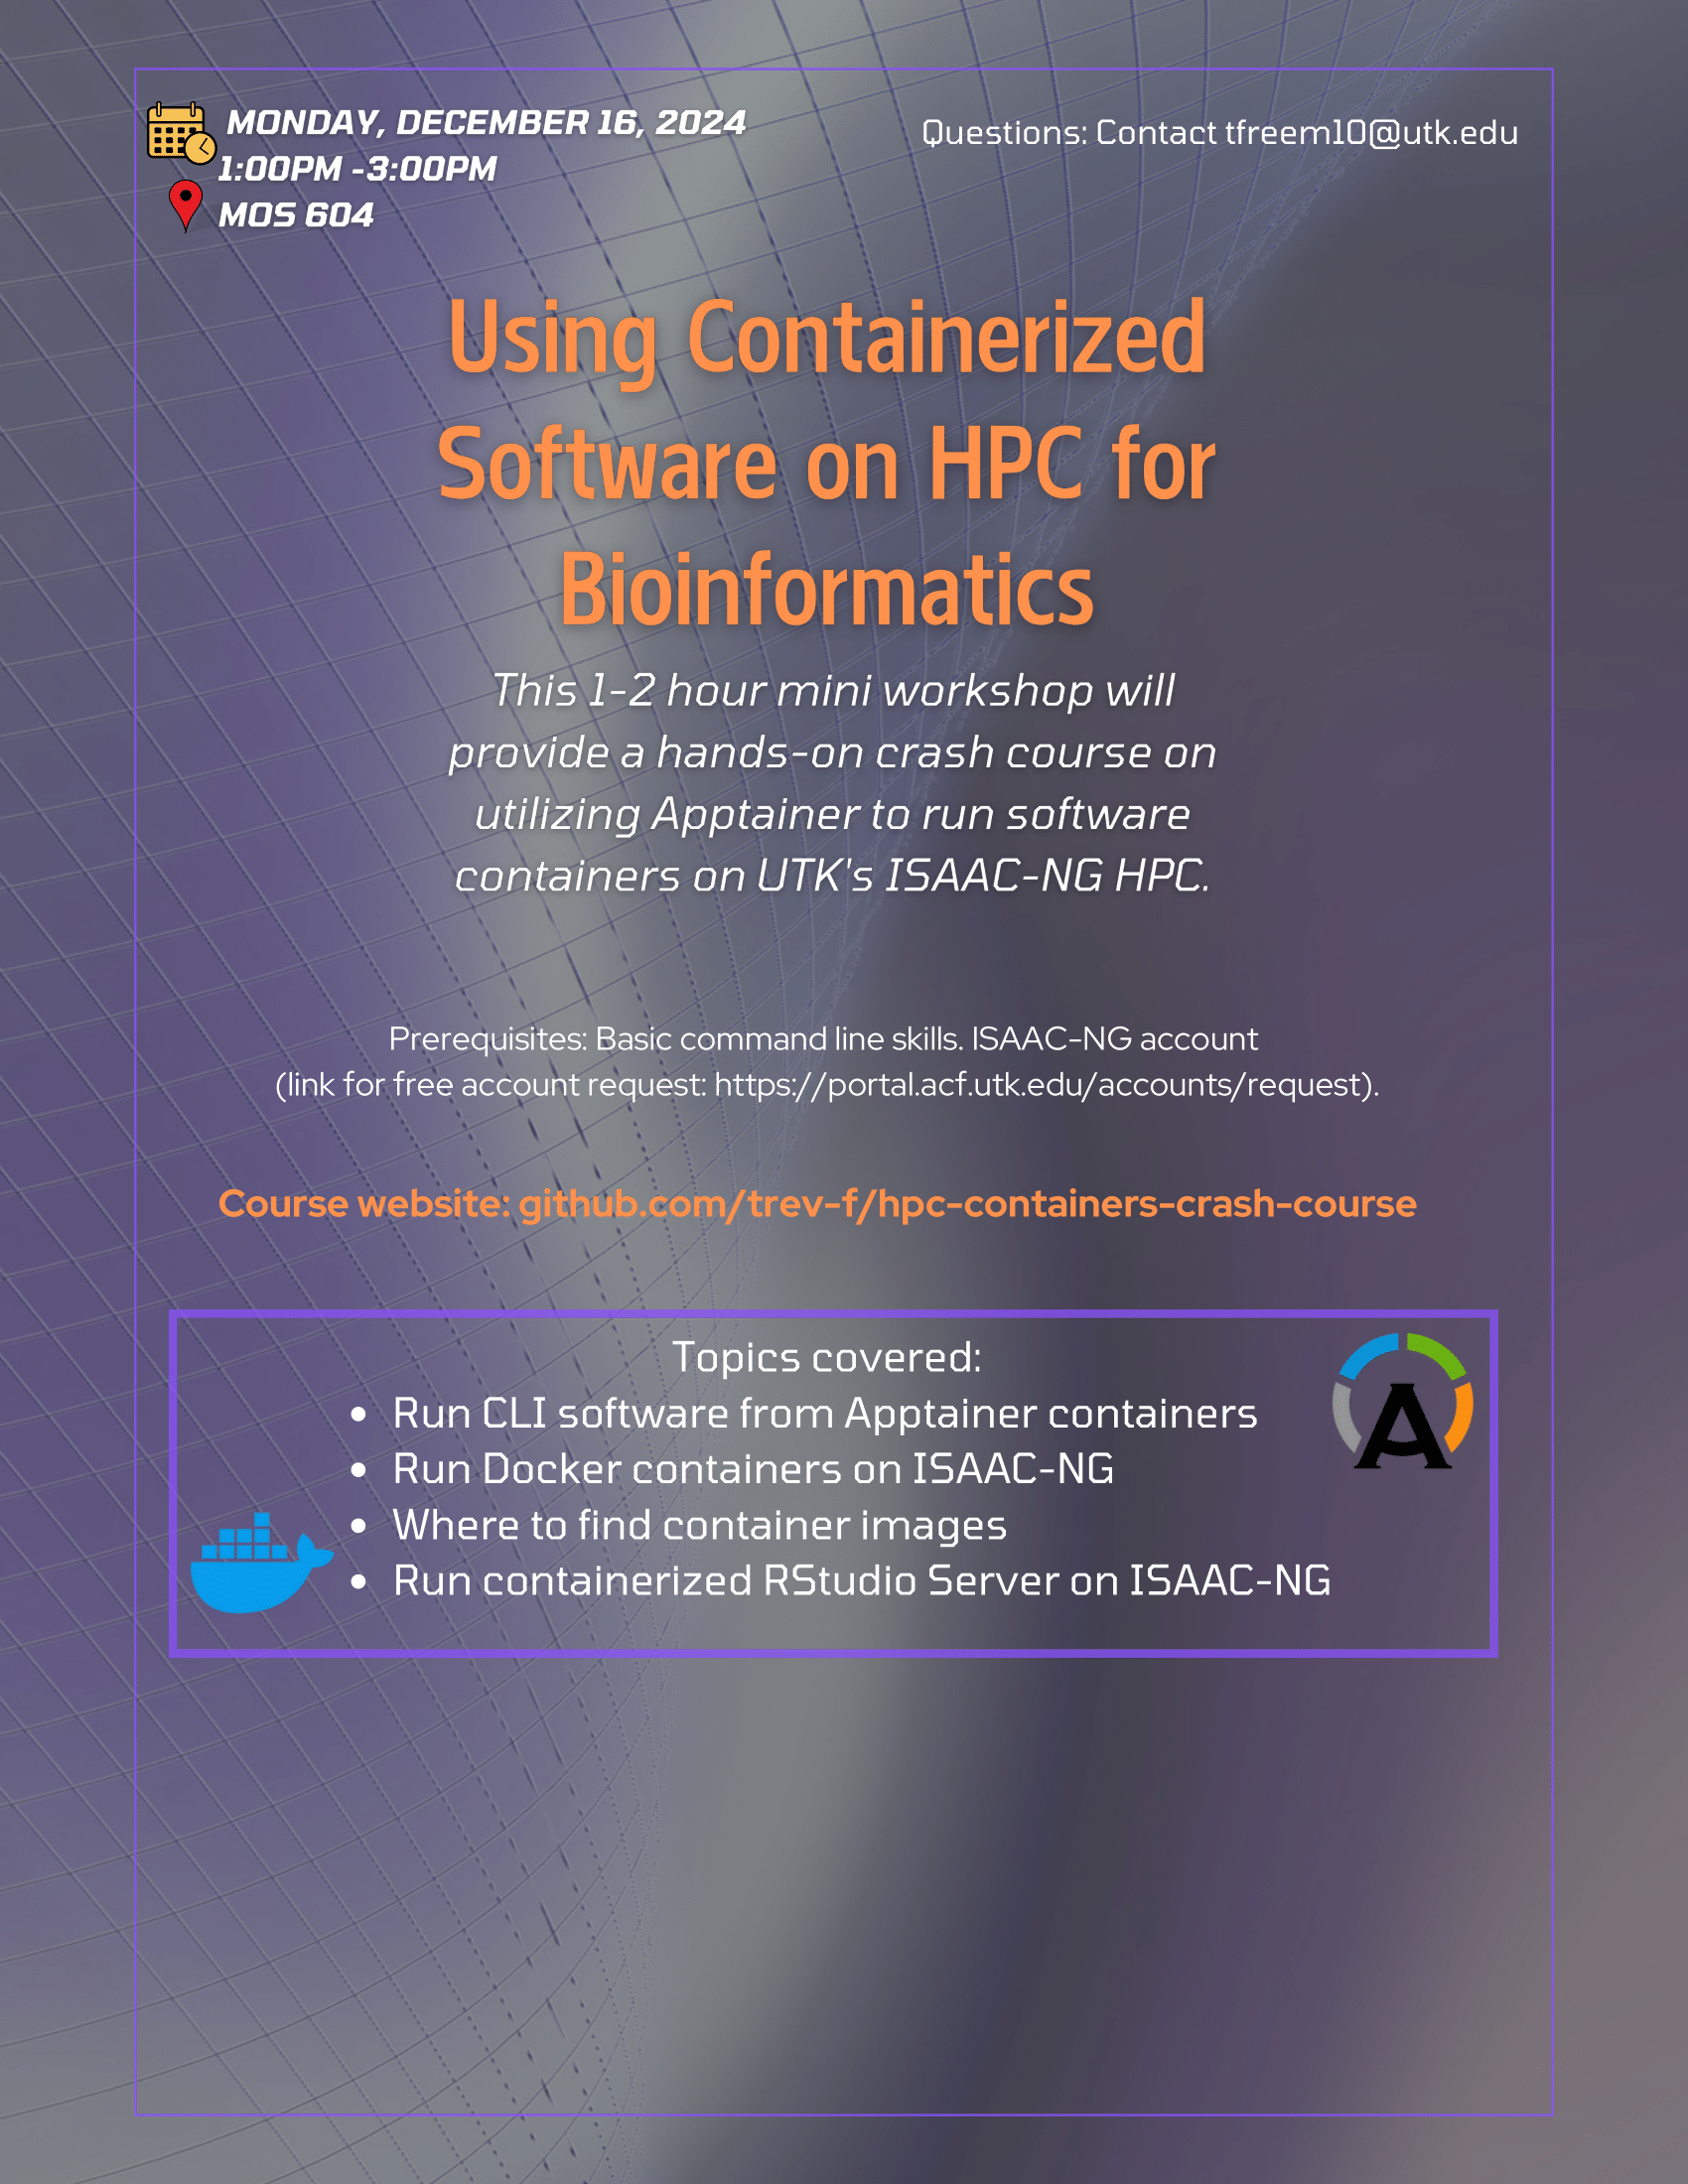 MONDAY, DECEMBER 16, 2024
1:00PM -3:00PM
MOS 604
Questions: Contact tfreem10@utk.edu
Using Containerized
Software on HPC for
Bioinformatics
This 1-2 hour mini workshop will
provide a hands-on crash course on
utilizing Apptainer to run software
containers on UTK's ISAAC-NG HPC.
Prerequisites: Basic command line skills. ISAAC-NG account
(link for free account request: https://portal.acf.utk.edu/accounts/request).
Course website: github.com/trev-f/hpc-containers-crash-course
Topics covered:
• Run CLI software from Apptainer containers
• Run Docker containers on ISAAC-NG
• Where to find container images
• Run containerized RStudio Server on ISAAC-NG
A